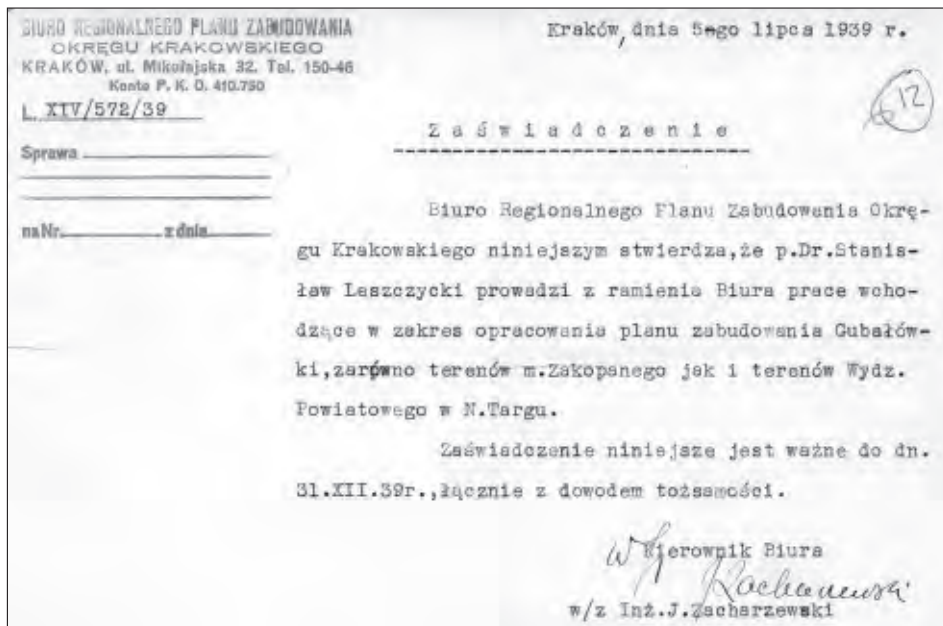 BIURO REGIONALNEGO PLANU ZABUDOWANIA
OKRĘGU KRAKOWSKIEGO
KRAKÓW, ul. Mikołajska 32. Tel. 150-46
Konto P. K. O. 410.750
L. XIV/572/39
Sprawa
na Nr. z dnia
Kraków, dnia 5-go lipca 1939 r.
12
Zaświadczenie
Biuro Regionalnego Planu Zabudowania Okrę-
gu Krakowskiego niniejszym stwierdza,że p.Dr.Stanis-
ław Leszczycki prowadzi z ramienia Biura prace wcho-
dzące w zakres opracowania planu zabudowania Gubałów-
ki,zarówno terenów m.Zakopanego jak i terenów Wydz.
Powiatowego w N.Targu.
Zaświadczenie niniejsze jest ważne do dn.
31.XII.39r.,łącznie z dowodem tożsamości.
Kierownik Biura
w/z Inż.J.Zacharzewski